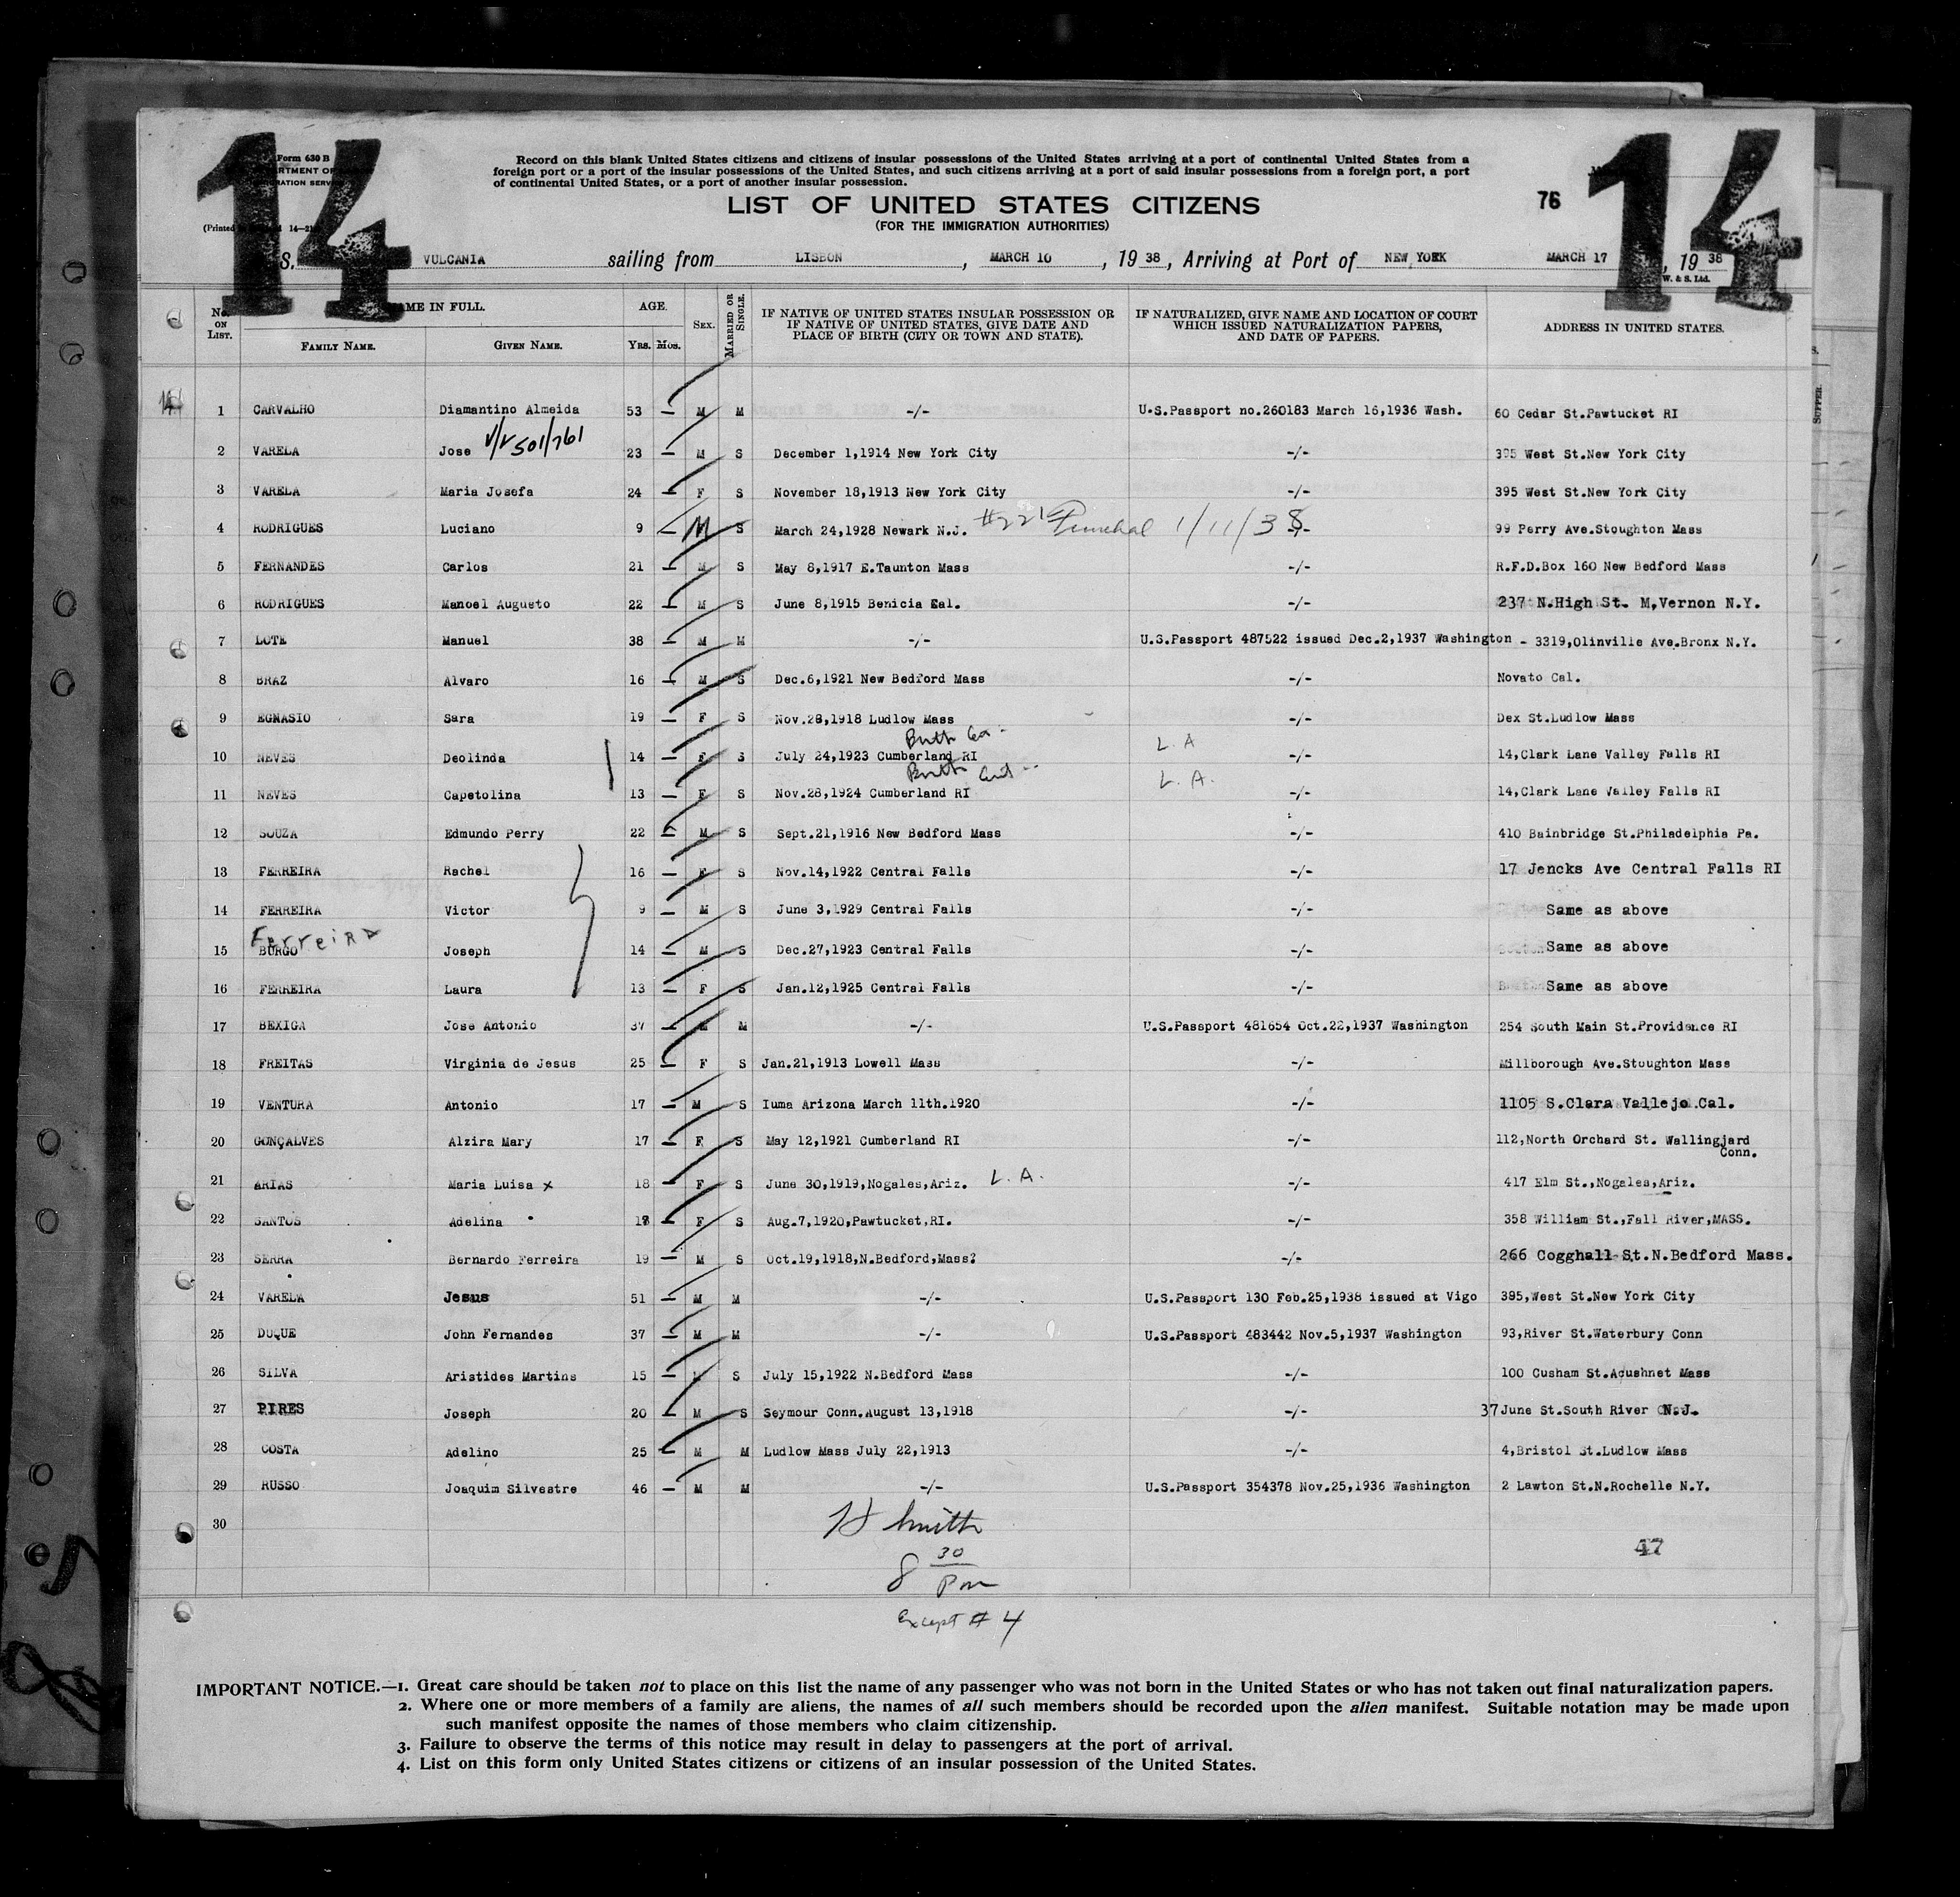 14
14
Form 630 B
Record on this blank United States citizens and citizens of insular possessions of the United States arriving at a port of continental United States from a
foreign port or a port of the insular possessions of the United States, and such citizens arriving at a port of said insular possessions from a foreign port, a port
of continental United States, or a port of another insular possession.
LIST OF UNITED STATES CITIZENS
76
(FOR THE IMMIGRATION AUTHORITIES)
S. VULCANIA sailing from LISBON, MARCH 10, 1938, Arriving at Port of NEW YORK MARCH 17, 1938
W. & S. Ltd.
No. ON LIST. NAME IN FULL. FAMILY NAME. GIVEN NAME. AGE. YRS. MOS. SEX. MARRIED OR SINGLE. IF NATIVE OF UNITED STATES INSULAR POSSESSION OR IF NATIVE OF UNITED STATES, GIVE DATE AND PLACE OF BIRTH (CITY OR TOWN AND STATE). IF NATURALIZED, GIVE NAME AND LOCATION OF COURT WHICH ISSUED NATURALIZATION PAPERS, AND DATE OF PAPERS. ADDRESS IN UNITED STATES.
1 CARVALHO Diamantino Almeida 53 — M M -/- U.S.Passport no.260183 March 16,1936 Wash. 60 Cedar St.Pawtucket RI
2 VARELA Jose V/V 501/761 23 — M S December 1,1914 New York City -/- 395 West St.New York City
3 VARELA Maria Josefa 24 — F S November 18,1913 New York City -/- 395 West St.New York City
4 RODRIGUES Luciano 9 — M S March 24,1928 Newark N.J. Funchal 1/11/38 -/- 99 Perry Ave.Stoughton Mass
5 FERNANDES Carlos 21 — M S May 8,1917 E.Taunton Mass -/- R.F.D.Box 160 New Bedford Mass
6 RODRIGUES Manoel Augusto 22 — M S June 8,1915 Benicia Cal. -/- 237 N.High St. M,Vernon N.Y.
7 LOTE Manuel 38 — M M -/- U.S.Passport 487522 issued Dec.2,1937 Washington - 3319,Olinville Ave.Bronx N.Y.
8 BRAZ Alvaro 16 — M S Dec.6,1921 New Bedford Mass -/- Novato Cal.
9 EGNASIO Sara 19 — F S Nov.28,1918 Ludlow Mass -/- Dex St.Ludlow Mass
Birth
10 NEVES Deolinda 14 — F S July 24,1923 Cumberland RI L.A -/- 14,Clark Lane Valley Falls RI
Birth
11 NEVES Capetolina 13 — F S Nov.28,1924 Cumberland RI L.A. -/- 14,Clark Lane Valley Falls RI
12 SOUZA Edmundo Perry 22 — M S Sept.21,1916 New Bedford Mass -/- 410 Bainbridge St.Philadelphia Pa.
13 FERREIRA Rachel 16 — F S Nov.14,1922 Central Falls -/- 17 Jencks Ave Central Falls RI
14 FERREIRA Victor 9 — M S June 3,1929 Central Falls -/- Same as above
Ferreira
15 BURGO Joseph 14 — M S Dec.27,1923 Central Falls -/- Same as above
16 FERREIRA Laura 13 — F S Jan.12,1925 Central Falls -/- Same as above
17 BEXIGA Jose Antonio 37 — M M -/- U.S.Passport 481654 Oct.22,1937 Washington 254 South Main St.Providence RI
18 FREITAS Virginia de Jesus 25 — F S Jan.21,1913 Lowell Mass -/- Millborough Ave.Stoughton Mass
19 VENTURA Antonio 17 — M S Iuma Arizona March 11th.1920 -/- 1105 S.Clara Vallejo Cal.
20 GONÇALVES Alzira Mary 17 — F S May 12,1921 Cumberland RI -/- 112,North Orchard St. Wallingjard
Conn.
21 ARIAS Maria Luisa x 18 F S June 30,1919,Nogales,Ariz. L.A. -/- 417 Elm St.,Nogales,Ariz.
22 SANTOS Adelina 18 — F S Aug.7,1920,Pawtucket,RI. -/- 358 William St.,Fall River,MASS.
23 SERRA Bernardo Ferreira 19 — M S Oct.19,1918,N.Bedford,Mass. -/- 266 Cogghall St.N.Bedford Mass.
24 VARELA Jesus 51 — M M -/- U.S.Passport 130 Feb.25,1938 issued at Vigo 395,West St.New York City
25 DUQUE John Fernandes 37 — M M -/- U.S.Passport 483442 Nov.5,1937 Washington 93,River St.Waterbury Conn
26 SILVA Aristides Martins 15 — S July 15,1922 N.Bedford Mass -/- 100 Cusham St.Acushnet Mass
27 PIRES Joseph 20 — M S Seymour Conn.August 13,1918 -/- 37 June St.South River N.J.
28 COSTA Adelino 25 — M M Ludlow Mass July 22,1913 -/- 4,Bristol St.Ludlow Mass
29 RUSSO Joaquim Silvestre 46 — M M -/- U.S.Passport 354378 Nov.25,1936 Washington 2 Lawton St.N.Rochelle N.Y.
30
Smith
8 30 Pm
47
Except # 4
IMPORTANT NOTICE.—1. Great care should be taken not to place on this list the name of any passenger who was not born in the United States or who has not taken out final naturalization papers.
2. Where one or more members of a family are aliens, the names of all such members should be recorded upon the alien manifest. Suitable notation may be made upon
such manifest opposite the names of those members who claim citizenship.
3. Failure to observe the terms of this notice may result in delay to passengers at the port of arrival.
4. List on this form only United States citizens or citizens of an insular possession of the United States.